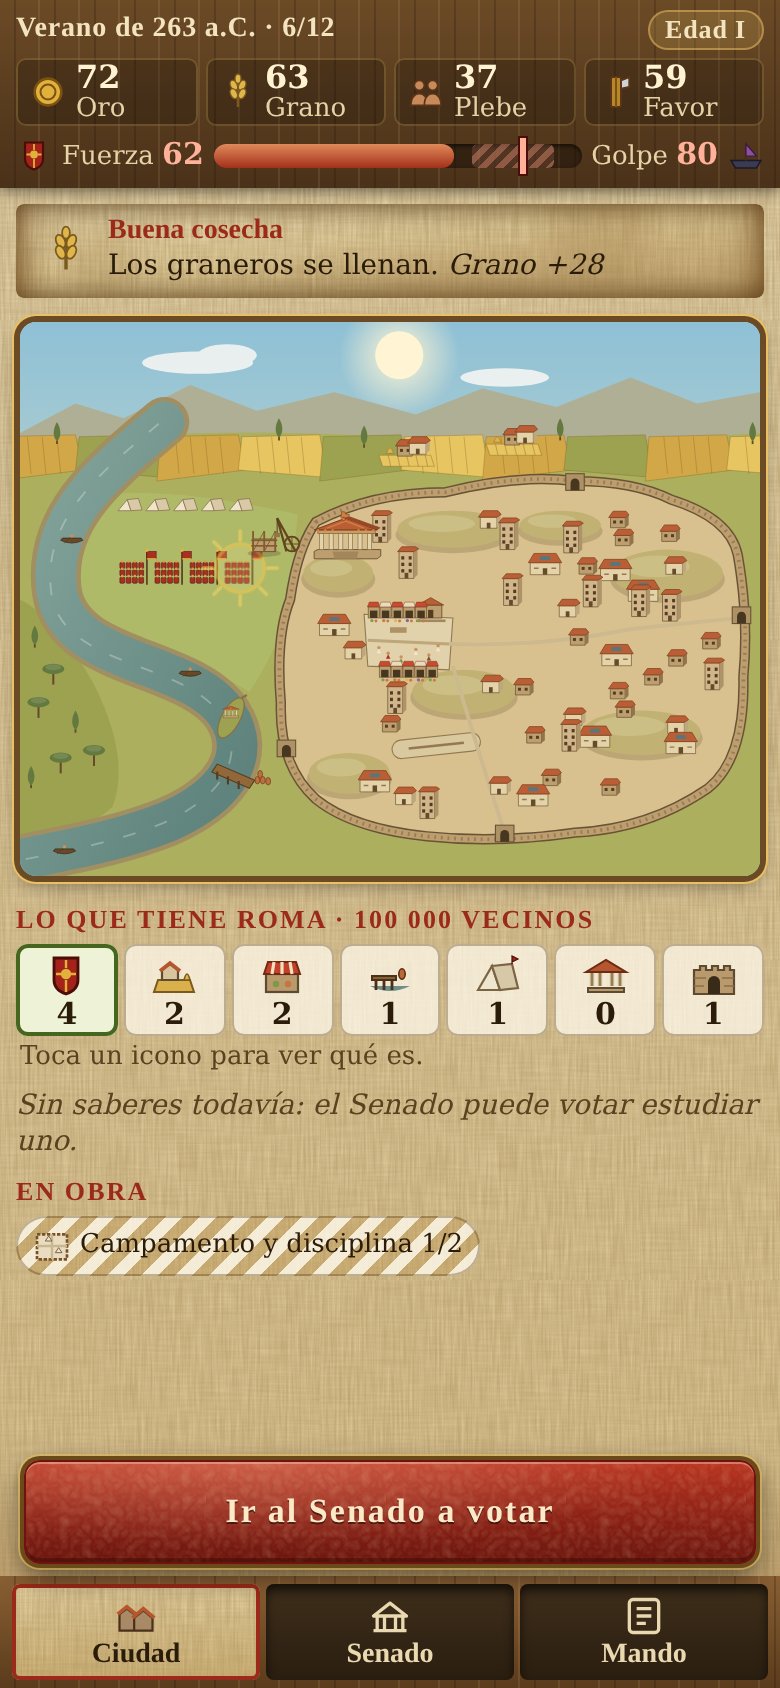 Verano de 263 a.C. · 6/12
Edad I
72
Oro
63
Grano
37
Plebe
59
Favor
Fuerza 62
Golpe 80
Buena cosecha
Los graneros se llenan. Grano +28
LO QUE TIENE ROMA · 100 000 VECINOS
4
2
2
1
1
0
1
Toca un icono para ver qué es.
Sin saberes todavía: el Senado puede votar estudiar
uno.
EN OBRA
Campamento y disciplina 1/2
Ir al Senado a votar
Ciudad
Senado
Mando